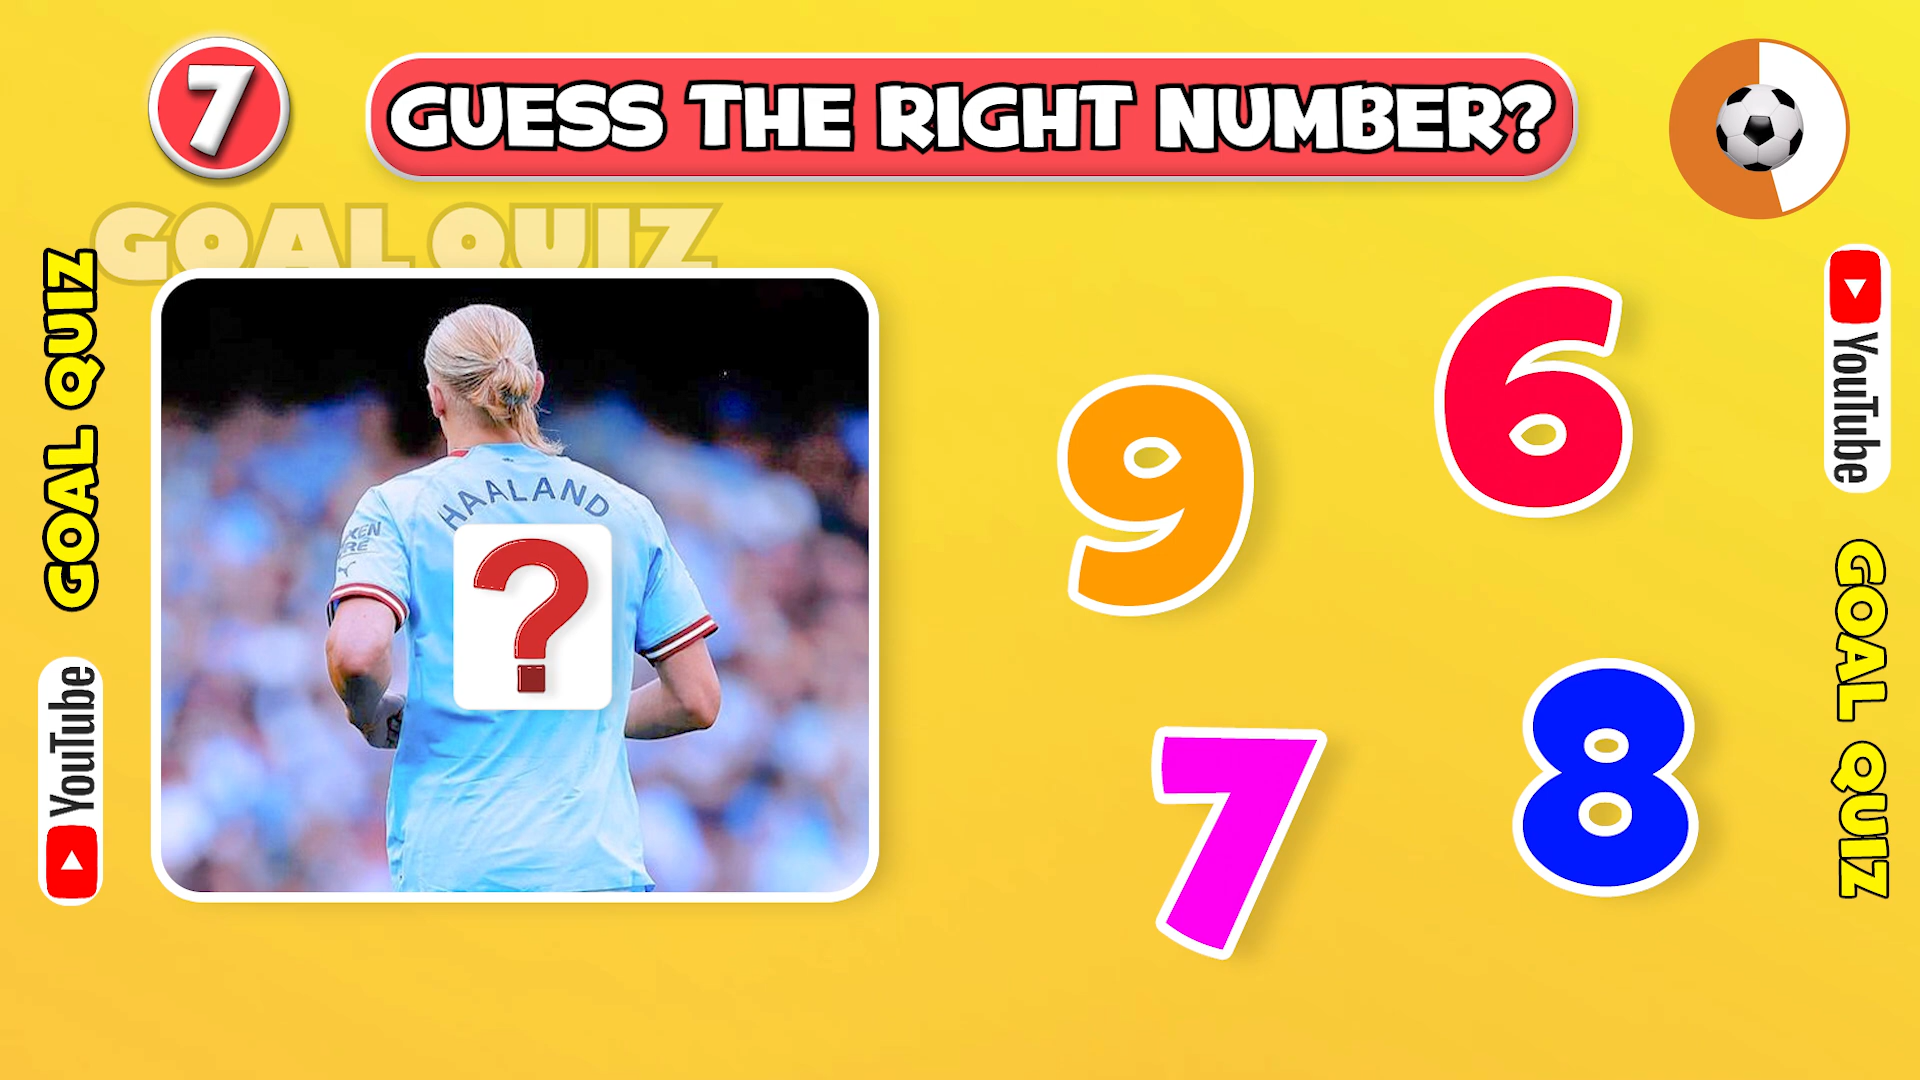 7
GUESS THE RIGHT NUMBER?
GOAL QUIZ
GOAL QUIZ
YouTube
HAALAND
?
9
6
7
8
YouTube
GOAL QUIZ